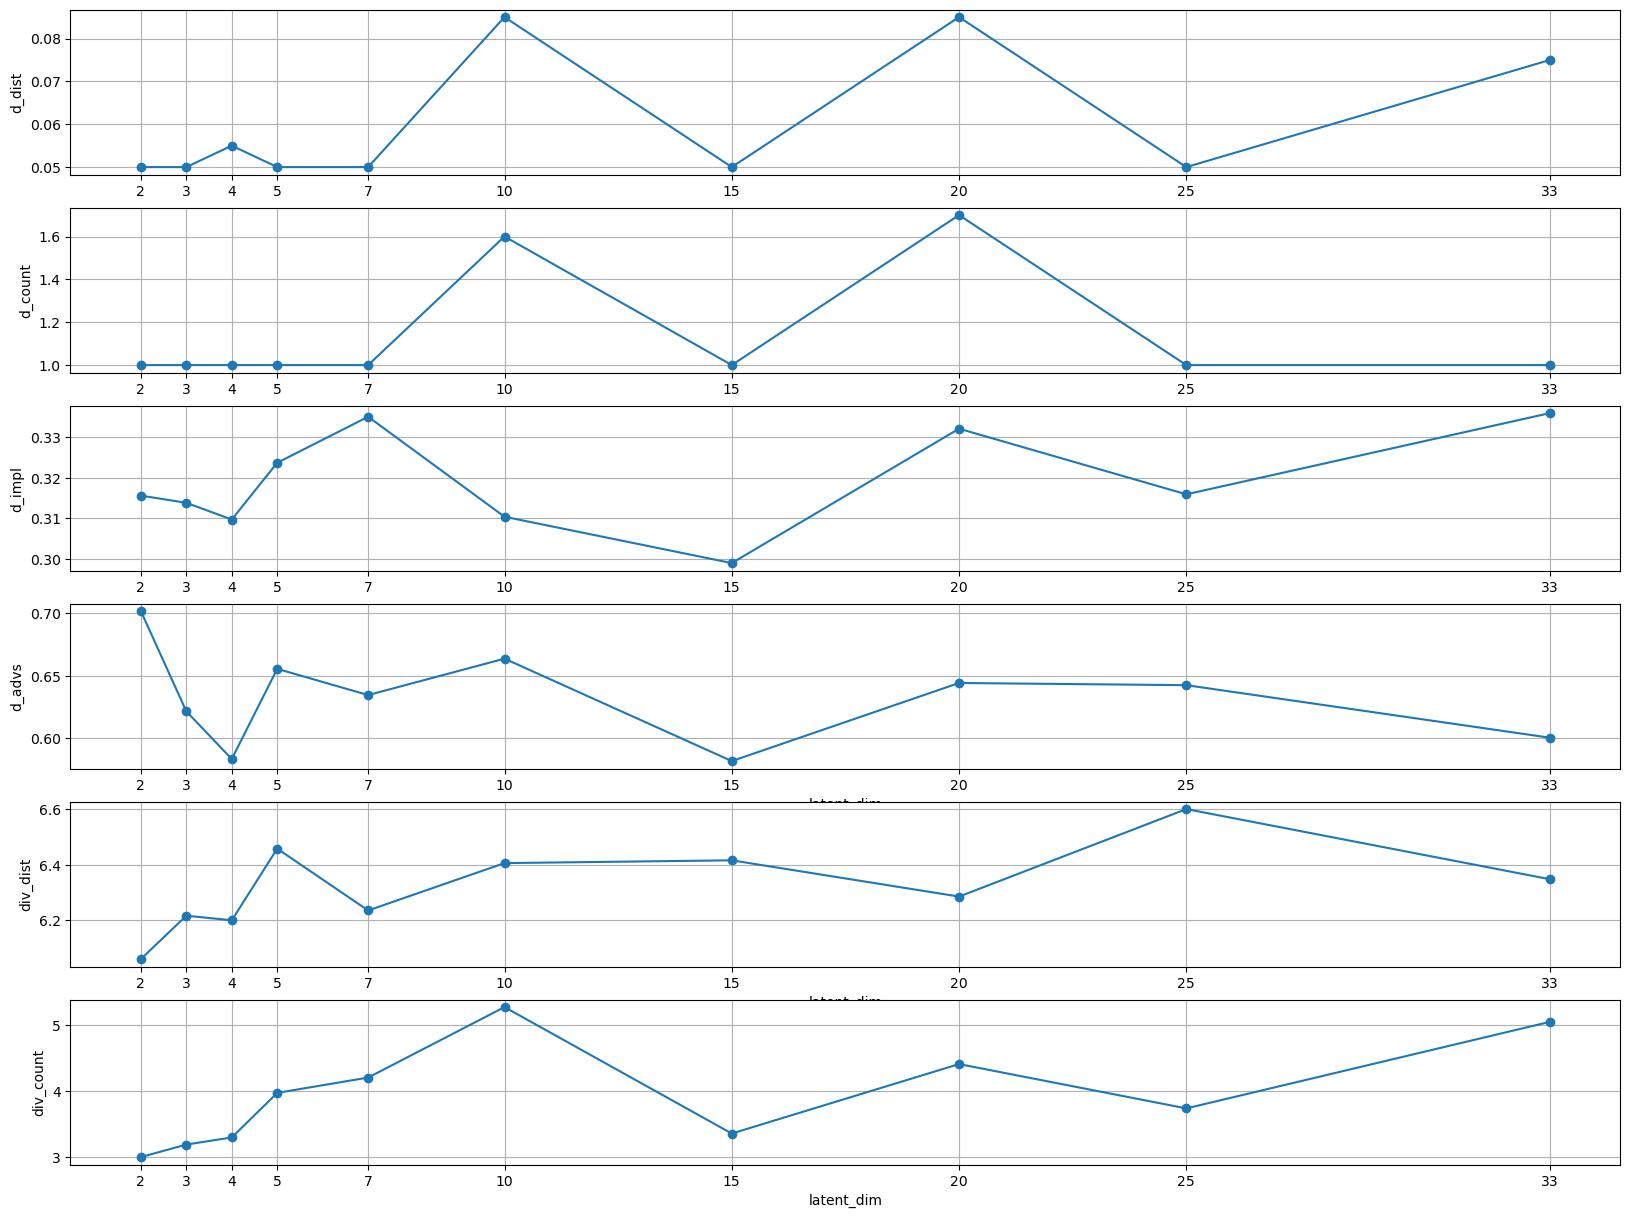 d_dist
0.08
0.07
0.06
0.05
2 3 4 5 7 10 15 20 25 33
d_count
1.6
1.4
1.2
1.0
2 3 4 5 7 10 15 20 25 33
d_impl
0.33
0.32
0.31
0.30
2 3 4 5 7 10 15 20 25 33
d_advs
0.70
0.65
0.60
2 3 4 5 7 10 15 20 25 33
latent_dim
div_dist
6.6
6.4
6.2
2 3 4 5 7 10 15 20 25 33
latent_dim
div_count
5
4
3
2 3 4 5 7 10 15 20 25 33
latent_dim